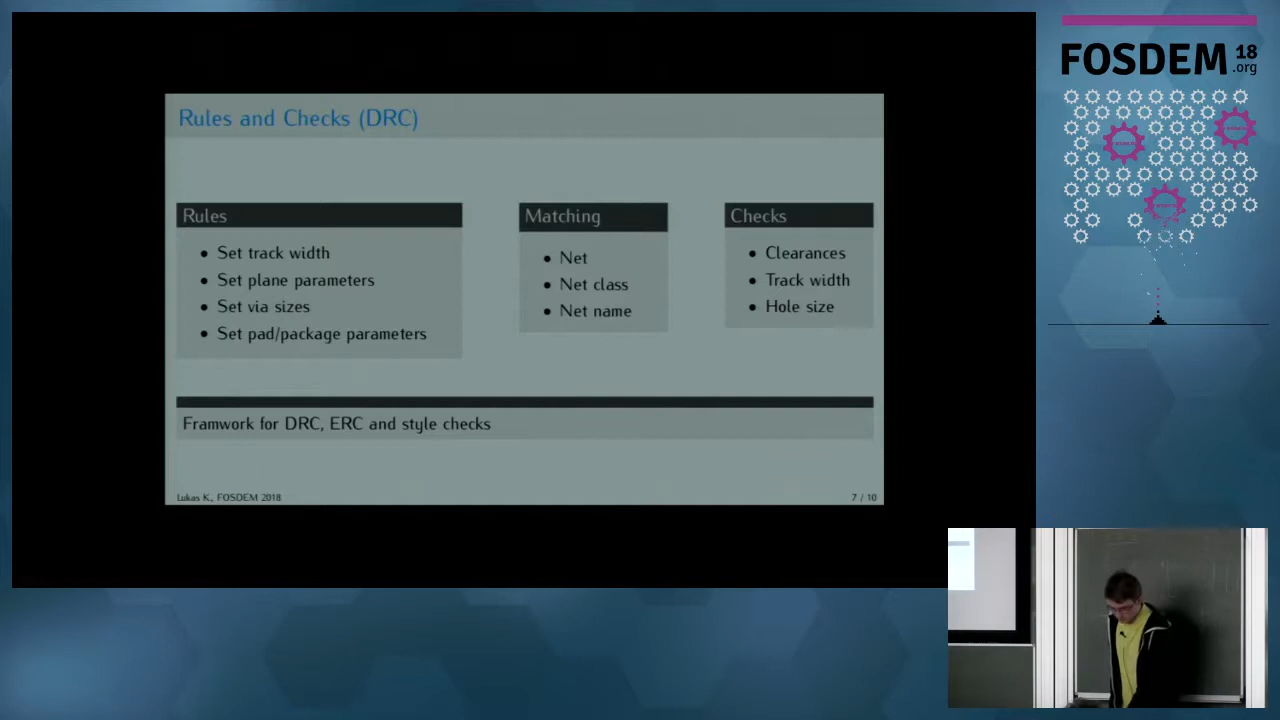 FOSDEM 18
.org
Rules and Checks (DRC)
Rules
Set track width
Set plane parameters
Set via sizes
Set pad/package parameters
Matching
Net
Net class
Net name
Checks
Clearances
Track width
Hole size
Framwork for DRC, ERC and style checks
Lukas K., FOSDEM 2018
7 / 10